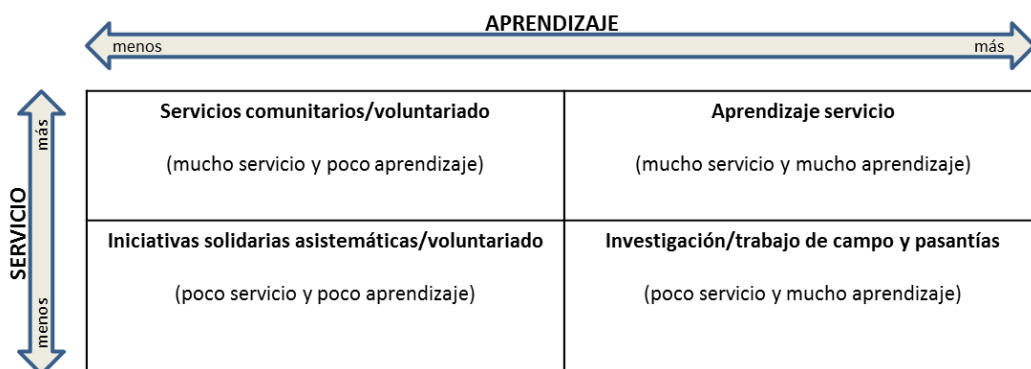 APRENDIZAJE
menos
más
SERVICIO
más
menos
Servicios comunitarios/voluntariado
(mucho servicio y poco aprendizaje)
Aprendizaje servicio
(mucho servicio y mucho aprendizaje)
Iniciativas solidarias asistemáticas/voluntariado
(poco servicio y poco aprendizaje)
Investigación/trabajo de campo y pasantías
(poco servicio y mucho aprendizaje)